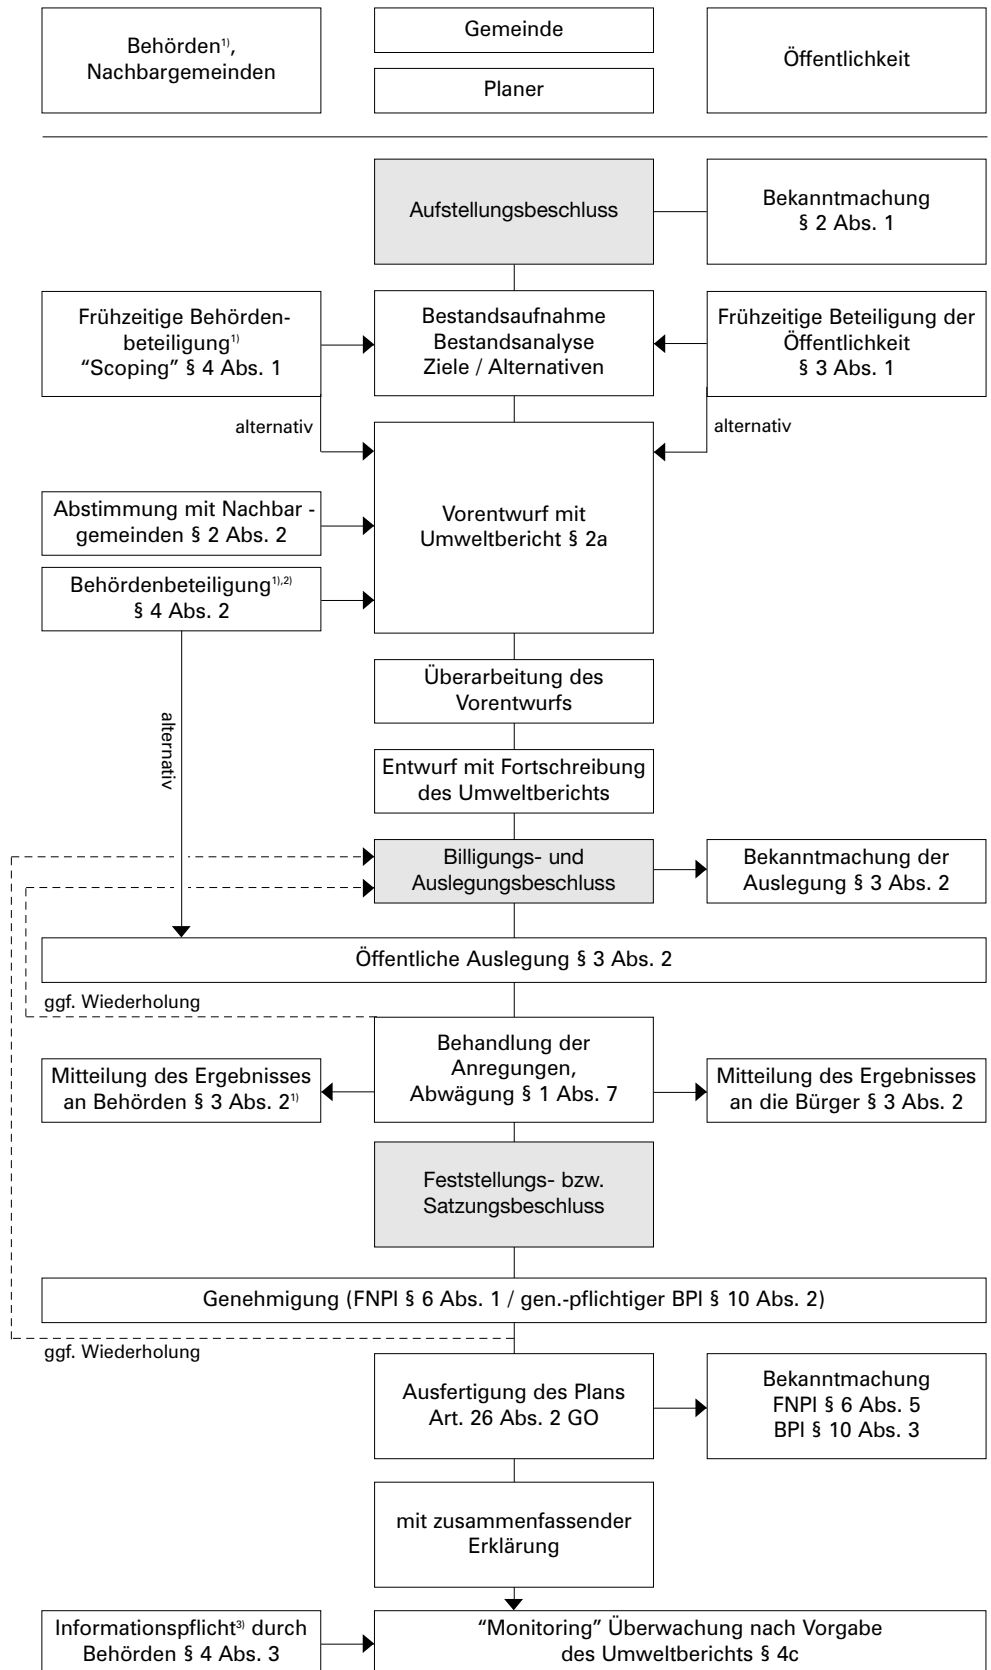 Behörden¹⁾,
Nachbargemeinden
Gemeinde
Planer
Öffentlichkeit
Aufstellungsbeschluss
Bekanntmachung
§ 2 Abs. 1
Frühzeitige Behörden-
beteiligung¹⁾
“Scoping” § 4 Abs. 1
Bestandsaufnahme
Bestandsanalyse
Ziele / Alternativen
Frühzeitige Beteiligung der
Öffentlichkeit
§ 3 Abs. 1
alternativ
alternativ
Abstimmung mit Nachbar -
gemeinden § 2 Abs. 2
Vorentwurf mit
Umweltbericht § 2a
Behördenbeteiligung¹⁾,²⁾
§ 4 Abs. 2
alternativ
Überarbeitung des
Vorentwurfs
Entwurf mit Fortschreibung
des Umweltberichts
Billigungs- und
Auslegungsbeschluss
Bekanntmachung der
Auslegung § 3 Abs. 2
Öffentliche Auslegung § 3 Abs. 2
ggf. Wiederholung
Behandlung der
Anregungen,
Abwägung § 1 Abs. 7
Mitteilung des Ergebnisses
an Behörden § 3 Abs. 2¹⁾
Mitteilung des Ergebnisses
an die Bürger § 3 Abs. 2
Feststellungs- bzw.
Satzungsbeschluss
Genehmigung (FNPl § 6 Abs. 1 / gen.-pflichtiger BPl § 10 Abs. 2)
ggf. Wiederholung
Ausfertigung des Plans
Art. 26 Abs. 2 GO
Bekanntmachung
FNPl § 6 Abs. 5
BPl § 10 Abs. 3
mit zusammenfassender
Erklärung
Informationspflicht³⁾ durch
Behörden § 4 Abs. 3
“Monitoring” Überwachung nach Vorgabe
des Umweltberichts § 4c